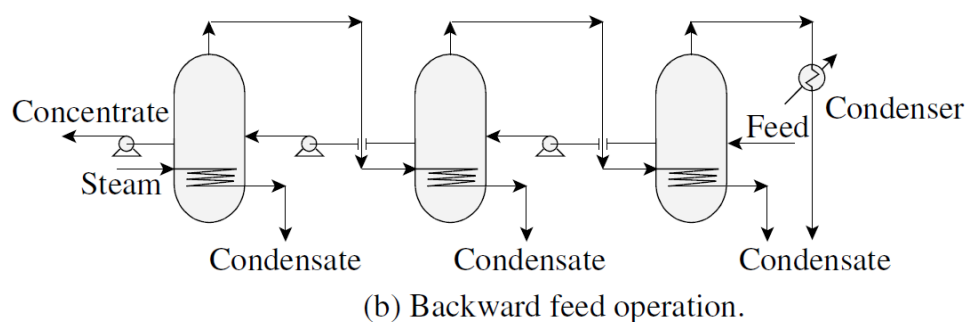 Concentrate
Steam
Feed
Condenser
Condensate
Condensate
Condensate
(b) Backward feed operation.